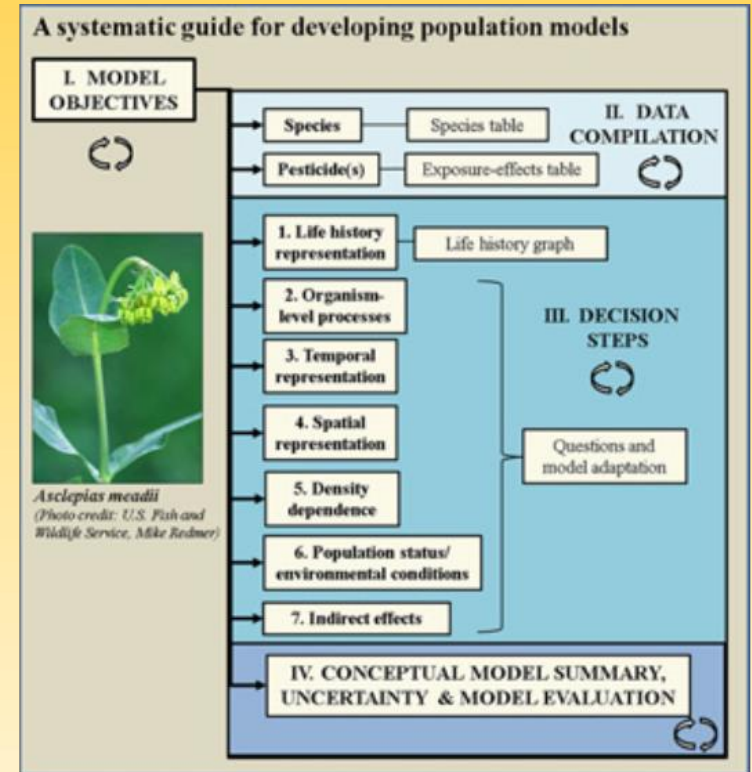 A systematic guide for developing population models
I. MODEL
OBJECTIVES
II. DATA
COMPILATION
Species
Species table
Pesticide(s)
Exposure-effects table
1. Life history
representation
Life history graph
2. Organism-
level processes
III. DECISION
STEPS
3. Temporal
representation
4. Spatial
representation
Questions and
model adaptation
Asclepias meadii
(Photo credit: U.S. Fish and
Wildlife Service, Mike Redmer)
5. Density
dependence
6. Population status/
environmental conditions
7. Indirect effects
IV. CONCEPTUAL MODEL SUMMARY,
UNCERTAINTY & MODEL EVALUATION